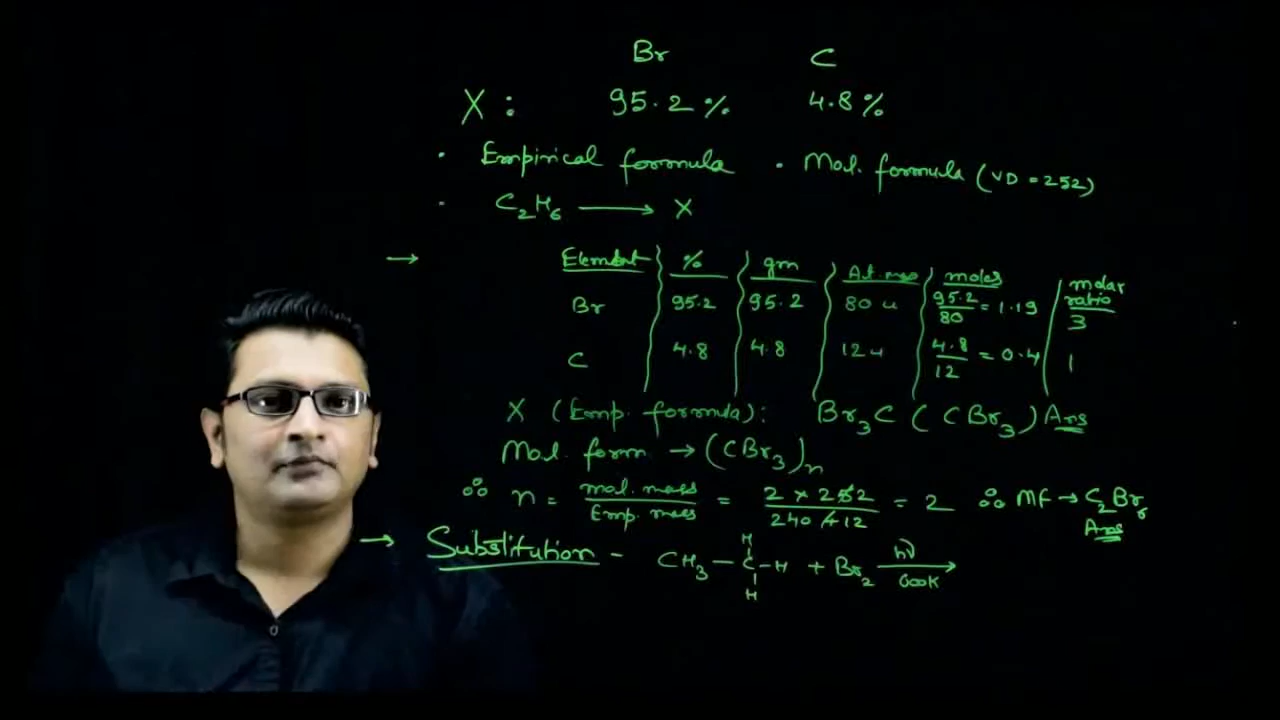 Br C
X : 95.2 % 4.8 %
· Empirical formula · Mol. formula (VD = 252)
· C₂H₆ ⟶ X
→ Element % gm At. mass moles molar ratio
Br 95.2 95.2 80 u 95.2/80 = 1.19 3
C 4.8 4.8 12 u 4.8/12 = 0.4 1
X (Emp. formula): Br₃C (CBr₃) Ans
Mol. form → (CBr₃)n
∴ n = mol. mass / Emp. mass = 2 × 252 / 240 + 12 = 2 ∴ MF → C₂Br₆ Ans
→ Substitution - CH₃ – C – H + Br₂ hν ⟶
H
H